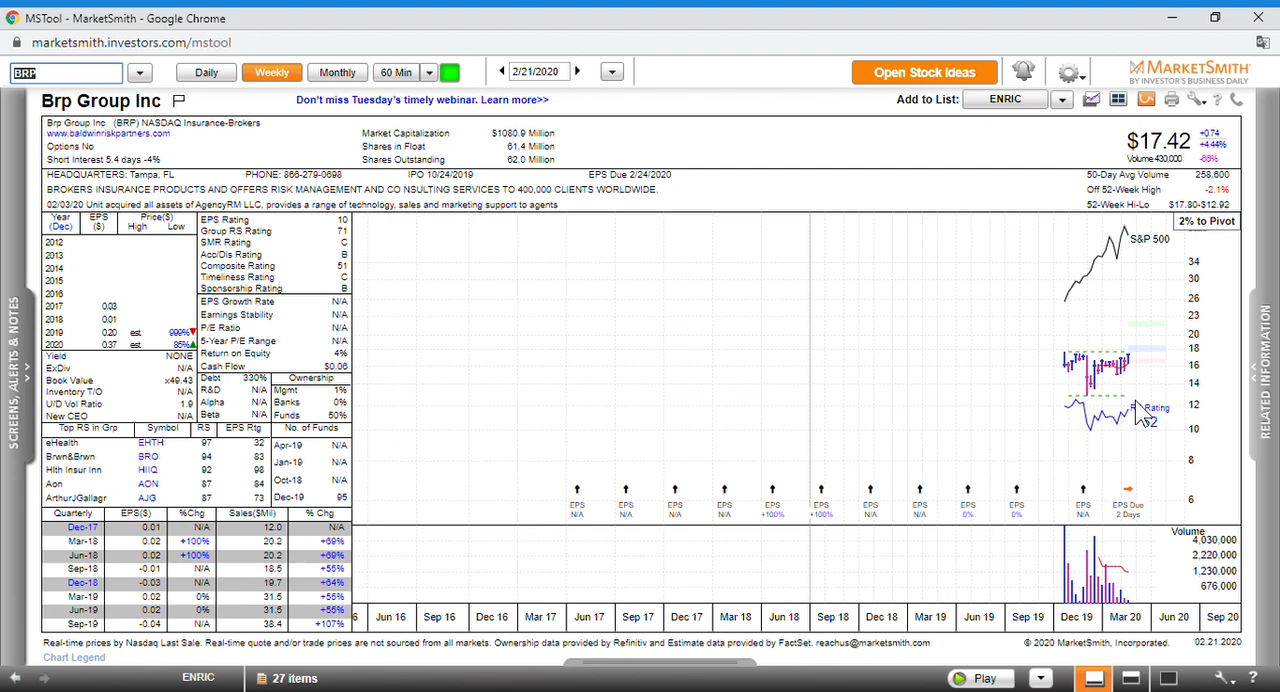 MSTool - MarketSmith - Google Chrome
marketsmith.investors.com/mstool
BRP Daily Weekly Monthly 60 Min 2/21/2020 Open Stock Ideas MARKETSMITH
BY INVESTOR'S BUSINESS DAILY
Brp Group Inc Don't miss Tuesday's timely webinar. Learn more>> Add to List: ENRIC
Brp Group Inc (BRP) NASDAQ Insurance-Brokers
www.baldwinriskpartners.com Market Capitalization $1080.9 Million $17.42 +0.74
Options No Shares in Float 61.4 Million +4.44%
Short Interest 5.4 days -4% Shares Outstanding 62.0 Million Volume 430,000 -66%
HEADQUARTERS: Tampa, FL PHONE: 866-279-0698 IPO 10/24/2019 EPS Due 2/24/2020 50-Day Avg Volume 258,600
BROKERS INSURANCE PRODUCTS AND OFFERS RISK MANAGEMENT AND CO NSULTING SERVICES TO 400,000 CLIENTS WORLDWIDE. Off 52-Week High -2.1%
02/03/20 Unit acquired all assets of AgencyRM LLC, provides a range of technology, sales and marketing support to agents 52-Week Hi-Lo $17.80-$12.92
Year (Dec) EPS ($) Price($) High Low
2012
2013
2014
2015
2016
2017 0.03
2018 0.01
2019 0.20 est 999%
2020 0.37 est 85%
Yield NONE
ExDiv N/A
Book Value x49.43
Inventory T/O N/A
U/D Vol Ratio 1.9
New CEO N/A
EPS Rating 10
Group RS Rating 71
SMR Rating C
Acc/Dis Rating B
Composite Rating 51
Timeliness Rating C
Sponsorship Rating B
EPS Growth Rate N/A
Earnings Stability N/A
P/E Ratio N/A
5-Year P/E Range N/A
Return on Equity 4%
Cash Flow $0.06
Debt 330%
R&D N/A
Alpha N/A
Beta N/A
Ownership
Mgmt 1%
Banks 0%
Funds 50%
Top RS in Grp Symbol RS EPS Rtg
eHealth EHTH 97 32
Brwn&Brwn BRO 94 83
Hlth Insur Inn HIIQ 92 98
Aon AON 87 84
ArthurJGallagr AJG 87 73
No. of Funds
Apr-19 N/A
Jan-19 N/A
Oct-18 N/A
Dec-19 95
Quarterly EPS($) %Chg Sales($Mil) % Chg
Dec-17 0.01 N/A 12.0 N/A
Mar-18 0.02 +100% 20.2 +69%
Jun-18 0.02 +100% 20.2 +69%
Sep-18 -0.01 N/A 18.5 +55%
Dec-18 -0.03 N/A 19.7 +64%
Mar-19 0.02 0% 31.5 +56%
Jun-19 0.02 0% 31.5 +56%
Sep-19 -0.04 N/A 38.4 +107%
2% to Pivot
S&P 500
34
30
26
23
20
18
16
14
12
10
8
6
Rating
EPS EPS EPS EPS EPS EPS EPS EPS EPS EPS EPS EPS Due
N/A N/A N/A N/A +100% +100% N/A N/A 0% 0% N/A 2 Days
Volume
4,030,000
2,220,000
1,230,000
676,000
6 Jun 16 Sep 16 Dec 16 Mar 17 Jun 17 Sep 17 Dec 17 Mar 18 Jun 18 Sep 18 Dec 18 Mar 19 Jun 19 Sep 19 Dec 19 Mar 20 Jun 20 Sep 20
Real-time prices by Nasdaq Last Sale. Real-time quote and/or trade prices are not sourced from all markets. Ownership data provided by Refinitiv and Estimate data provided by FactSet. reachus@marketsmith.com © 2020 MarketSmith, Incorporated. 02.21.2020
Chart Legend
SCREENS, ALERTS & NOTES
RELATED INFORMATION
ENRIC 27 items Play